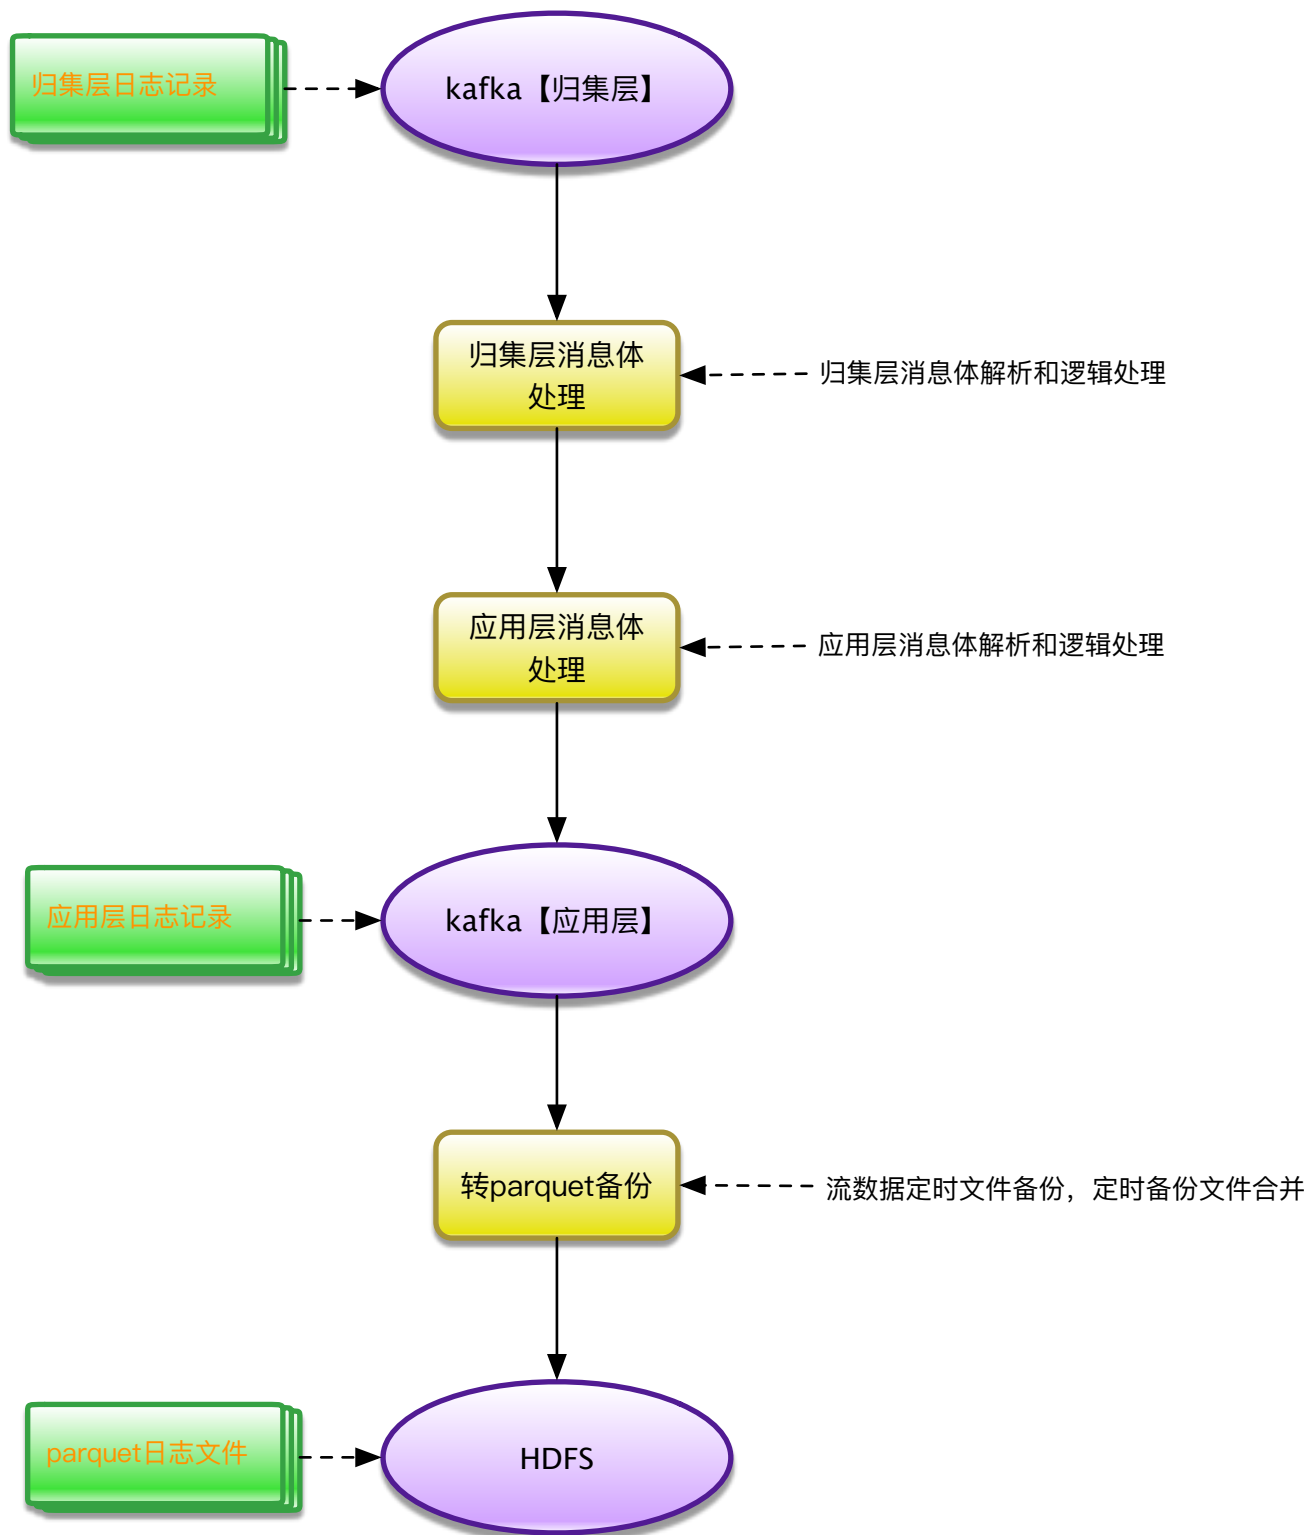 归集层日志记录
kafka【归集层】
归集层消息体
处理
归集层消息体解析和逻辑处理
应用层消息体
处理
应用层消息体解析和逻辑处理
应用层日志记录
kafka【应用层】
转parquet备份
流数据定时文件备份，定时备份文件合并
parquet日志文件
HDFS